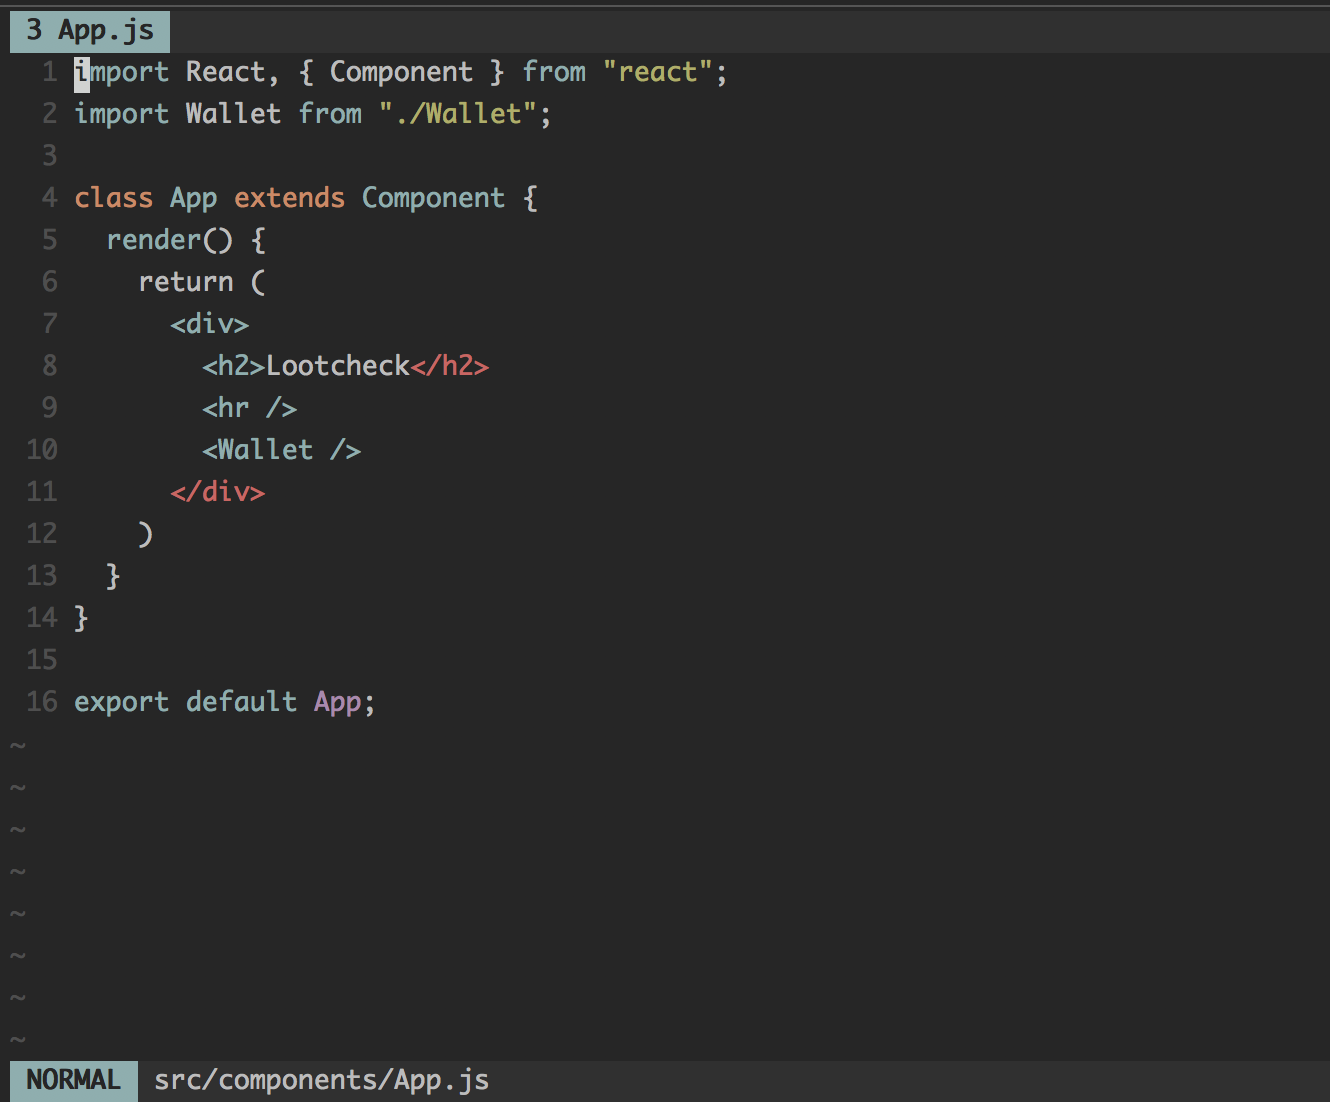 3 App.js
1 import React, { Component } from "react";
2 import Wallet from "./Wallet";
3
4 class App extends Component {
5   render() {
6     return (
7       <div>
8         <h2>Lootcheck</h2>
9         <hr />
10         <Wallet />
11       </div>
12     )
13   }
14 }
15
16 export default App;
~
~
~
~
~
~
~
~
NORMAL src/components/App.js